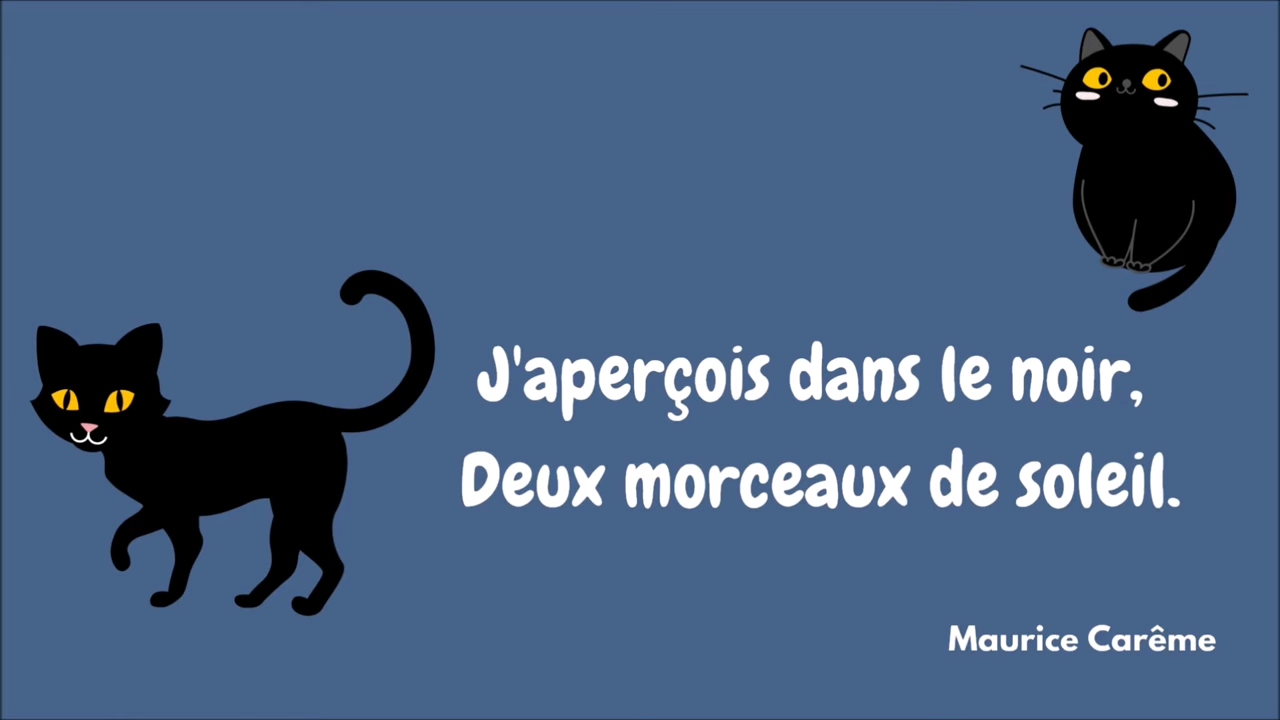 J'aperçois dans le noir,
Deux morceaux de soleil.
Maurice Carême